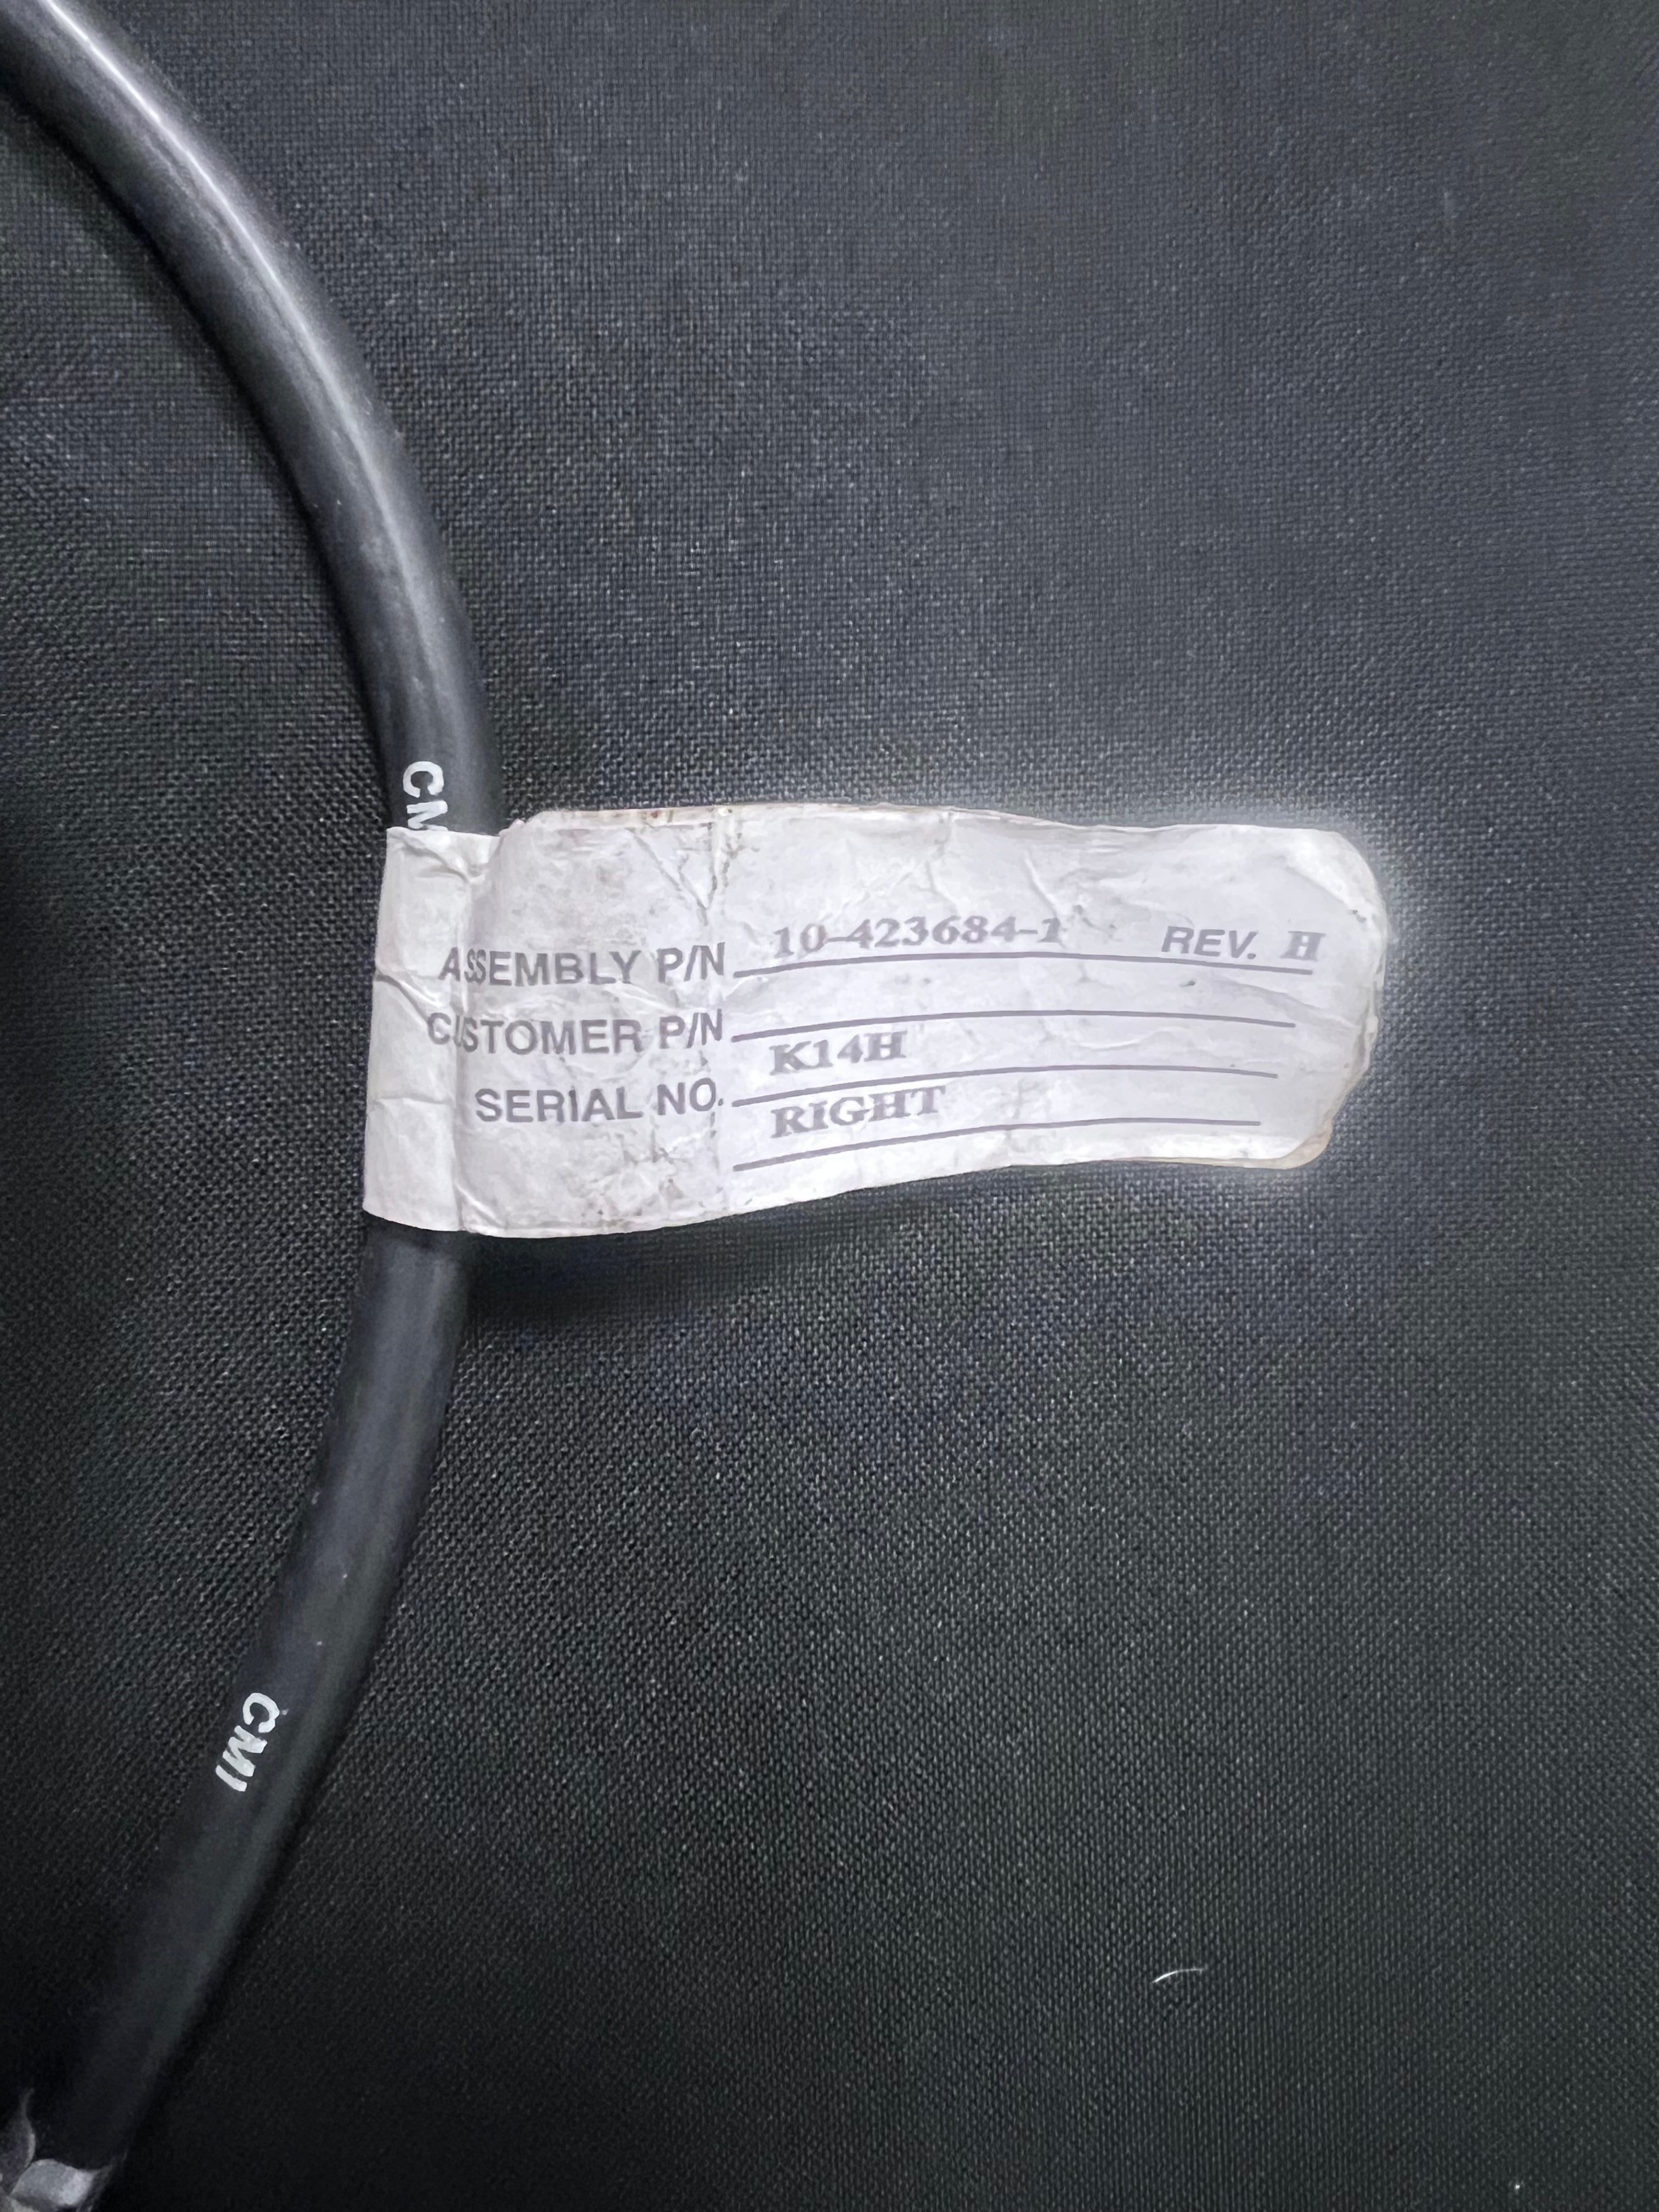 CM
ASSEMBLY P/N 10-423684-1 REV. H
CUSTOMER P/N
SERIAL NO. K14H
RIGHT
CMI